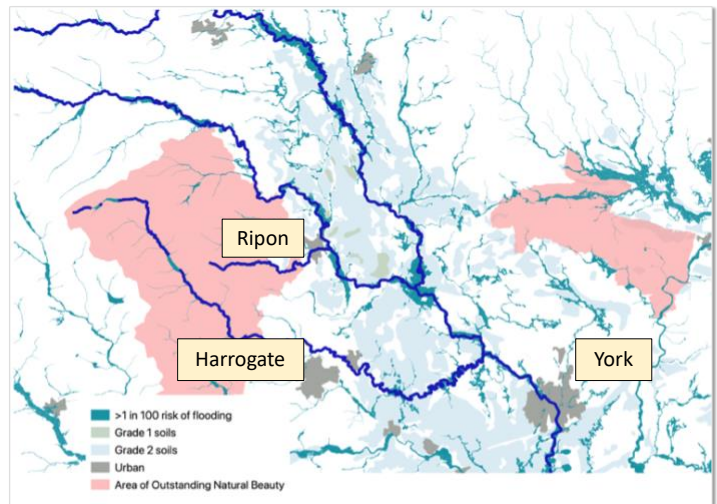 Ripon
Harrogate
York
>1 in 100 risk of flooding
Grade 1 soils
Grade 2 soils
Urban
Area of Outstanding Natural Beauty